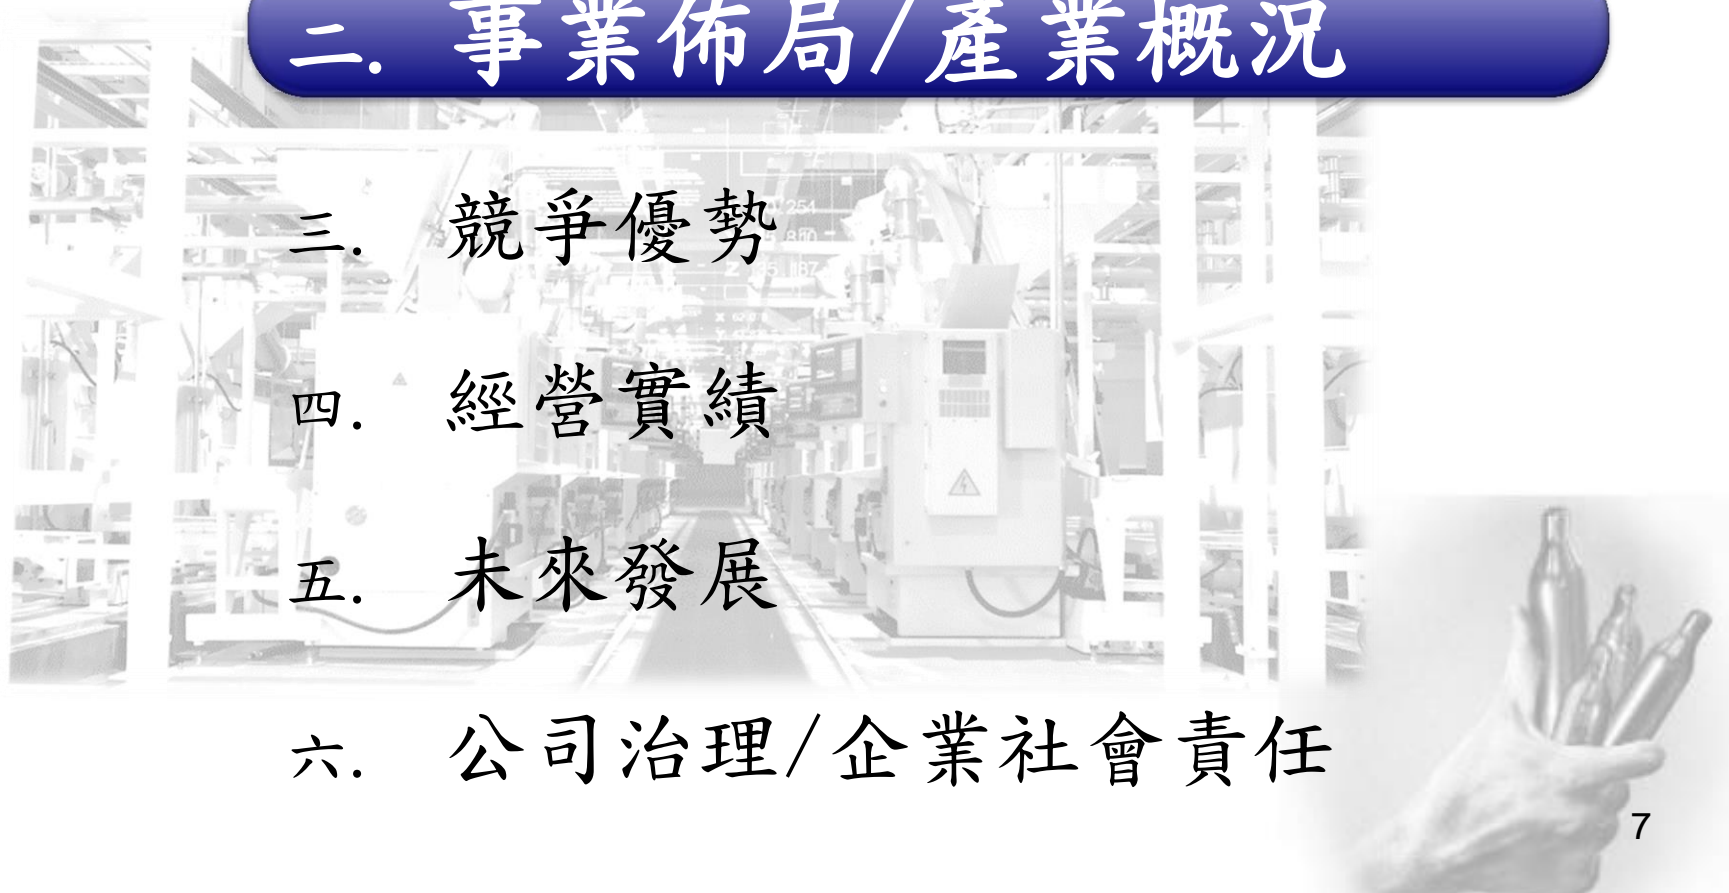 二. 事業佈局/產業概況
三. 競爭優勢
四. 經營實績
五. 未來發展
六. 公司治理/企業社會責任
7